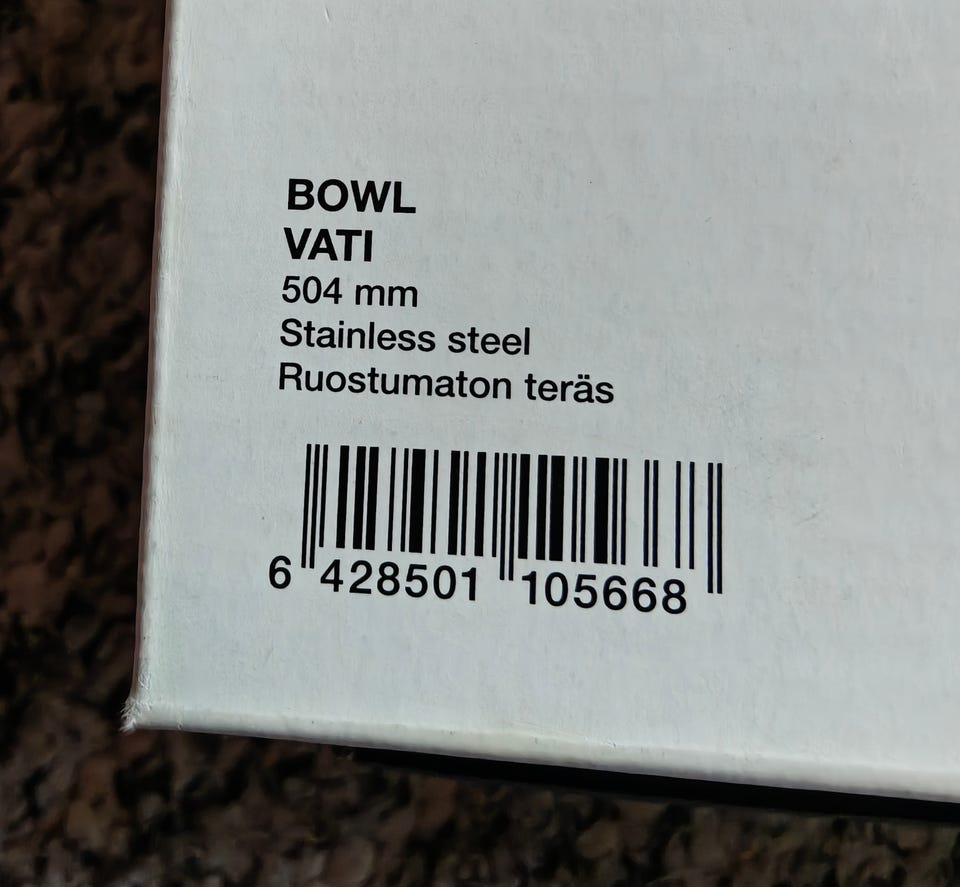 BOWL
VATI
504 mm
Stainless steel
Ruostumaton teräs
6 428501 105668